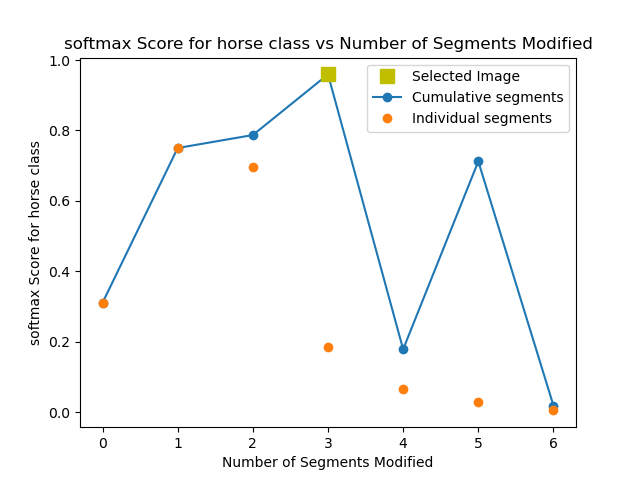 softmax Score for horse class vs Number of Segments Modified
Selected Image
Cumulative segments
Individual segments
softmax Score for horse class
1.0
0.8
0.6
0.4
0.2
0.0
0 1 2 3 4 5 6
Number of Segments Modified